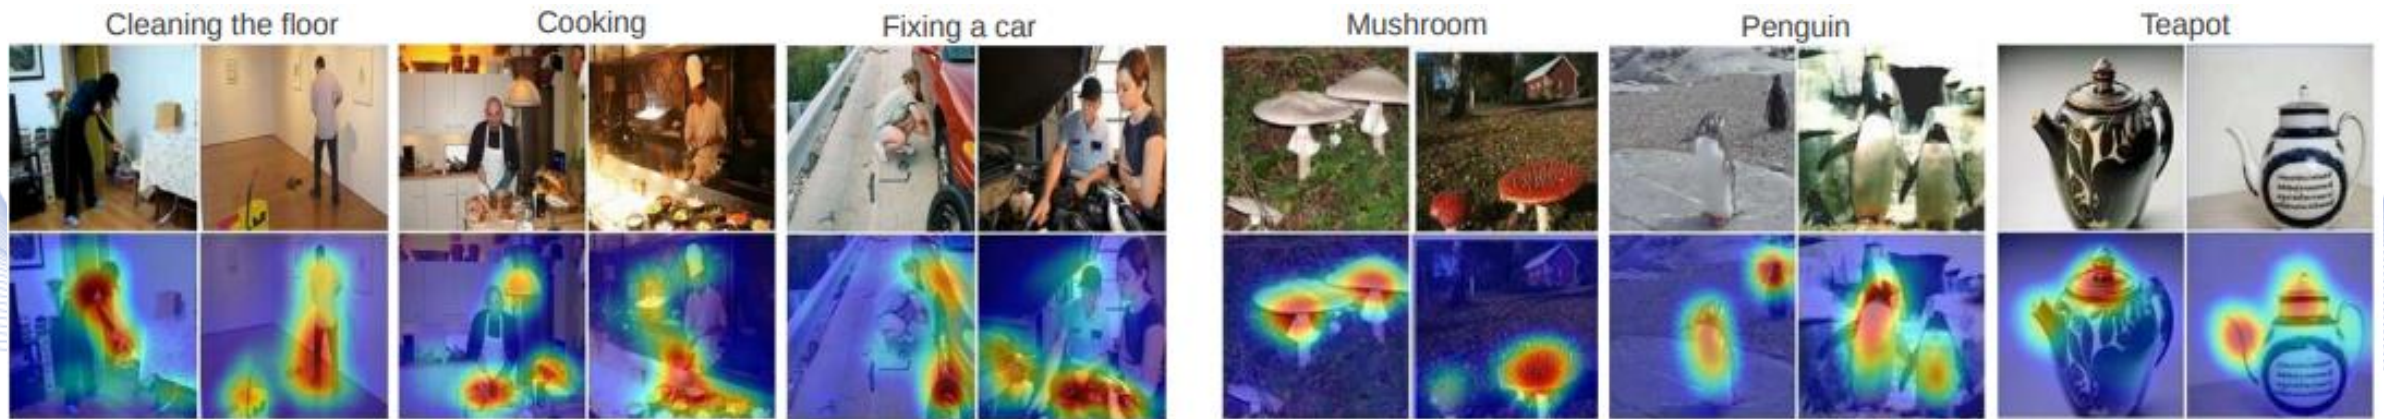 Cleaning the floor
Cooking
Fixing a car
Mushroom
Penguin
Teapot